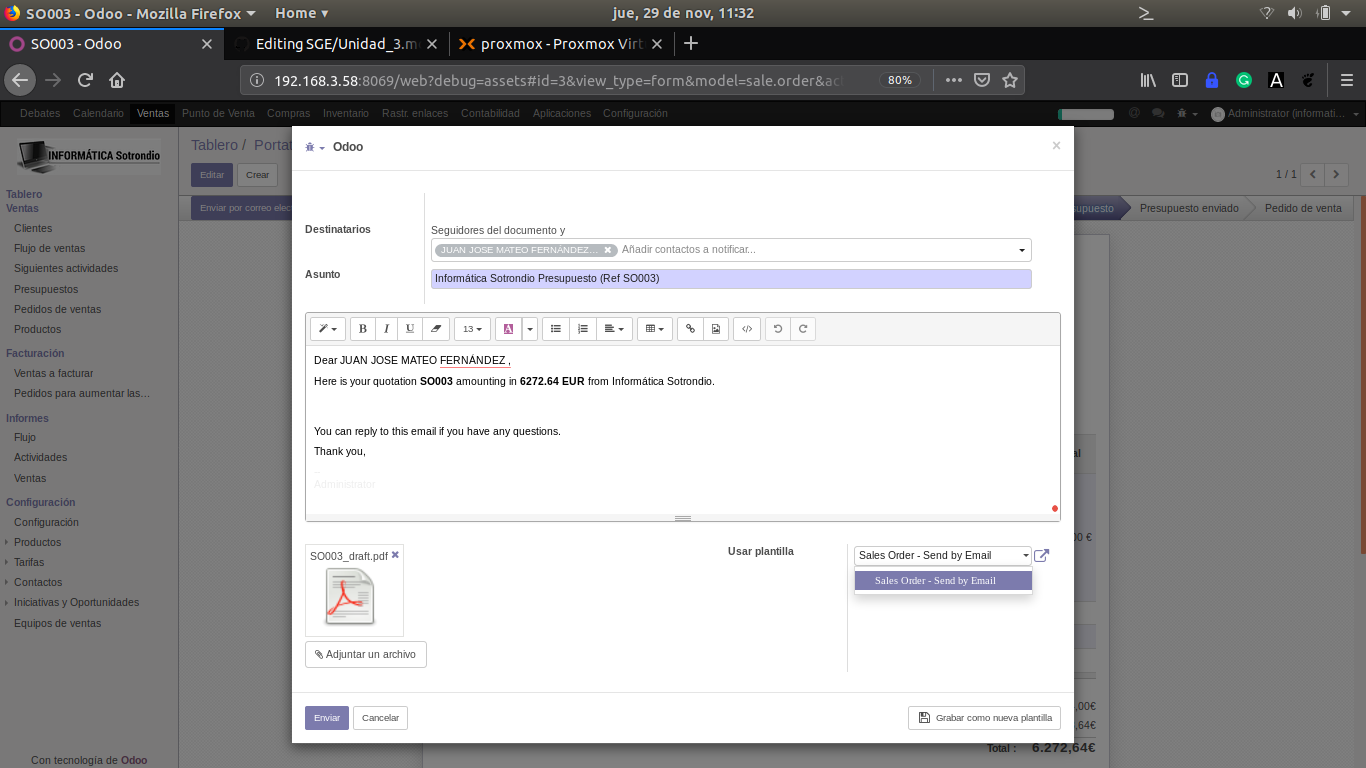 SO003 - Odoo - Mozilla Firefox Home jue, 29 de nov, 11:32
SO003 - Odoo Editing SGE/Unidad_3.m proxmox - Proxmox Virt
192.168.3.58:8069/web?debug=assets#id=3&view_type=form&model=sale.order&ac 80%
Debates Calendario Ventas Punto de Venta Compras Inventario Rastr. enlaces Contabilidad Aplicaciones Configuración Administrator (informati...
INFORMÁTICA Sotrondio
Tablero
Ventas
Clientes
Flujo de ventas
Siguientes actividades
Presupuestos
Pedidos de ventas
Productos
Facturación
Ventas a facturar
Pedidos para aumentar las...
Informes
Flujo
Actividades
Ventas
Configuración
Configuración
Productos
Tarifas
Contactos
Iniciativas y Oportunidades
Equipos de ventas
Con tecnología de Odoo
Tablero / Portat
Editar Crear
1 / 1
Enviar por correo elec
supuesto Presupuesto enviado Pedido de venta
Odoo ×
Destinatarios
Seguidores del documento y
JUAN JOSE MATEO FERNÁNDEZ... Añadir contactos a notificar...
Asunto
Informática Sotrondio Presupuesto (Ref SO003)
B I U 13 A
Dear JUAN JOSE MATEO FERNÁNDEZ ,
Here is your quotation SO003 amounting in 6272.64 EUR from Informática Sotrondio.
You can reply to this email if you have any questions.
Thank you,
--
Administrator
SO003_draft.pdf
Adjuntar un archivo
Usar plantilla
Sales Order - Send by Email
Sales Order - Send by Email
Enviar Cancelar Grabar como nueva plantilla
al
00 €
,00€
,64€
Total : 6.272,64€